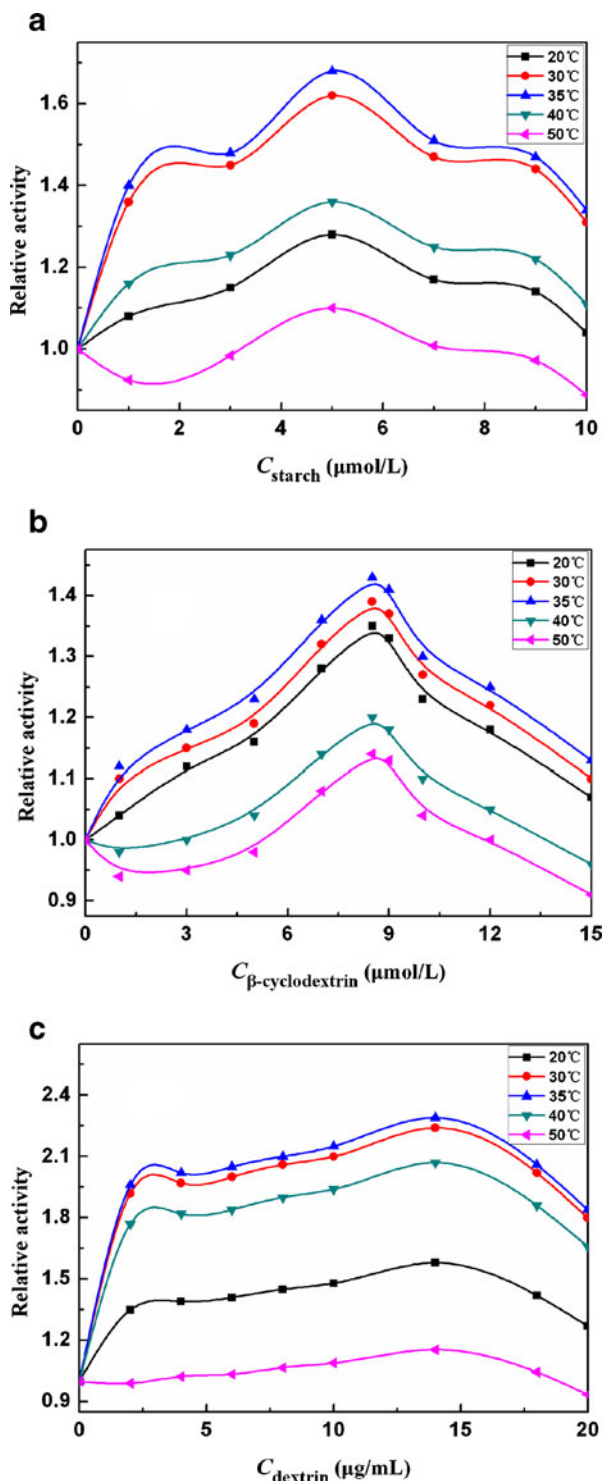 a
20℃
30℃
35℃
40℃
50℃
1.6
1.4
1.2
1.0
Relative activity
0 2 4 6 8 10
C starch (μmol/L)
b
20℃
30℃
35℃
40℃
50℃
1.4
1.3
1.2
1.1
1.0
0.9
Relative activity
0 3 6 9 12 15
C β-cyclodextrin (μmol/L)
c
20℃
30℃
35℃
40℃
50℃
2.4
2.1
1.8
1.5
1.2
0.9
Relative activity
0 5 10 15 20
C dextrin (μg/mL)